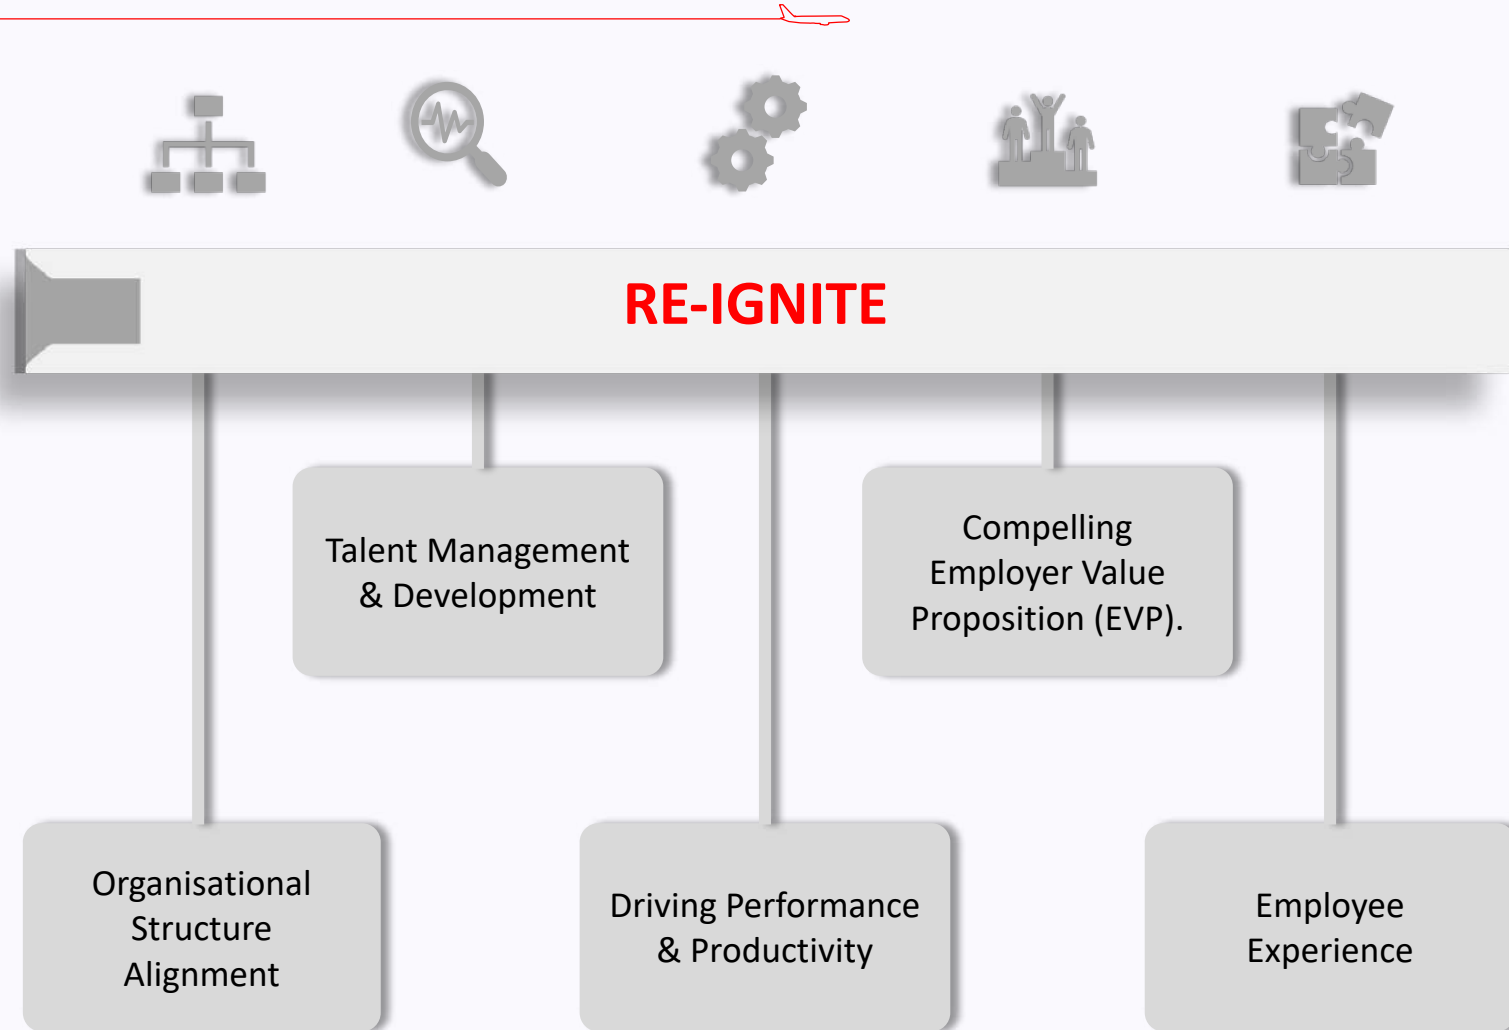 RE-IGNITE
Talent Management
& Development
Compelling
Employer Value
Proposition (EVP).
Organisational
Structure
Alignment
Driving Performance
& Productivity
Employee
Experience